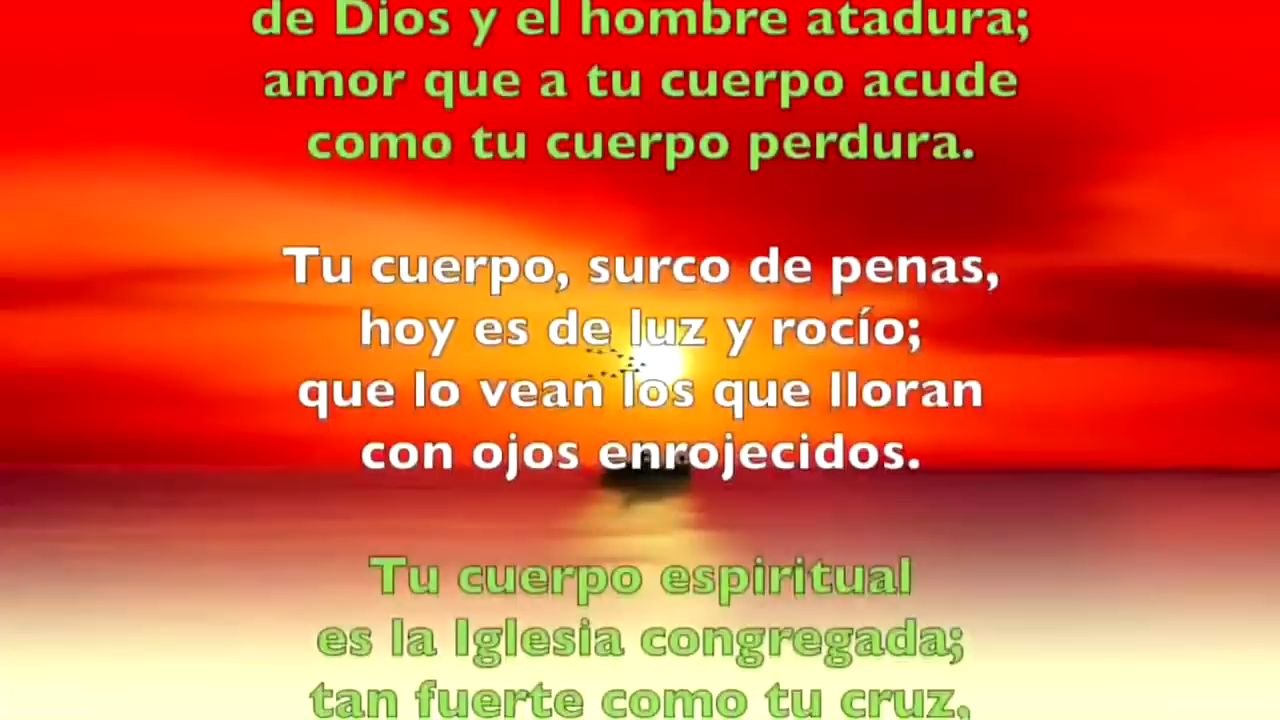 de Dios y el hombre atadura;
amor que a tu cuerpo acude
como tu cuerpo perdura.
Tu cuerpo, surco de penas,
hoy es de luz y rocío;
que lo vean los que lloran
con ojos enrojecidos.
Tu cuerpo espiritual
es la Iglesia congregada;
tan fuerte como tu cruz,